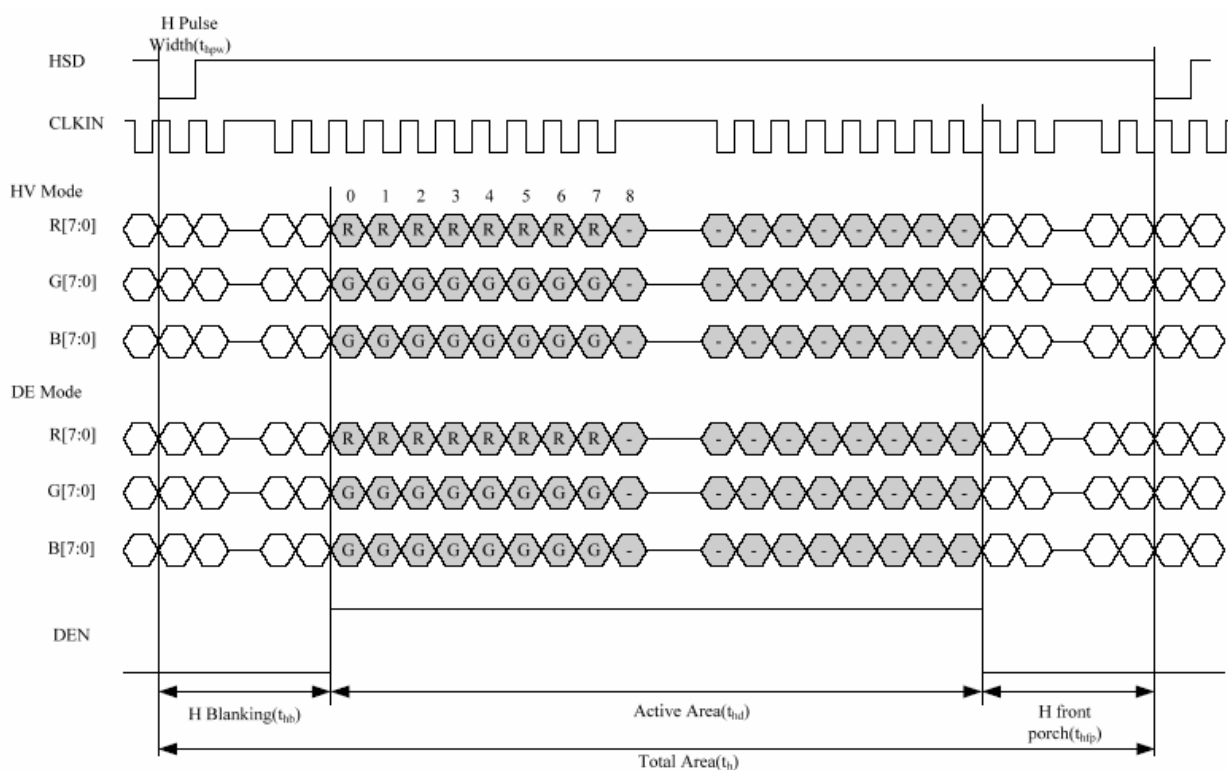 H Pulse
Width(thpw)
HSD
CLKIN
HV Mode
0 1 2 3 4 5 6 7 8
R[7:0] R R R R R R R R - - - - - - - - -
G[7:0] G G G G G G G G - - - - - - - - -
B[7:0] G G G G G G G G - - - - - - - - -
DE Mode
R[7:0] R R R R R R R R - - - - - - - - -
G[7:0] G G G G G G G G - - - - - - - - -
B[7:0] G G G G G G G G - - - - - - - - -
DEN
H Blanking(thb)
Active Area(thd)
H front
porch(thfp)
Total Area(th)